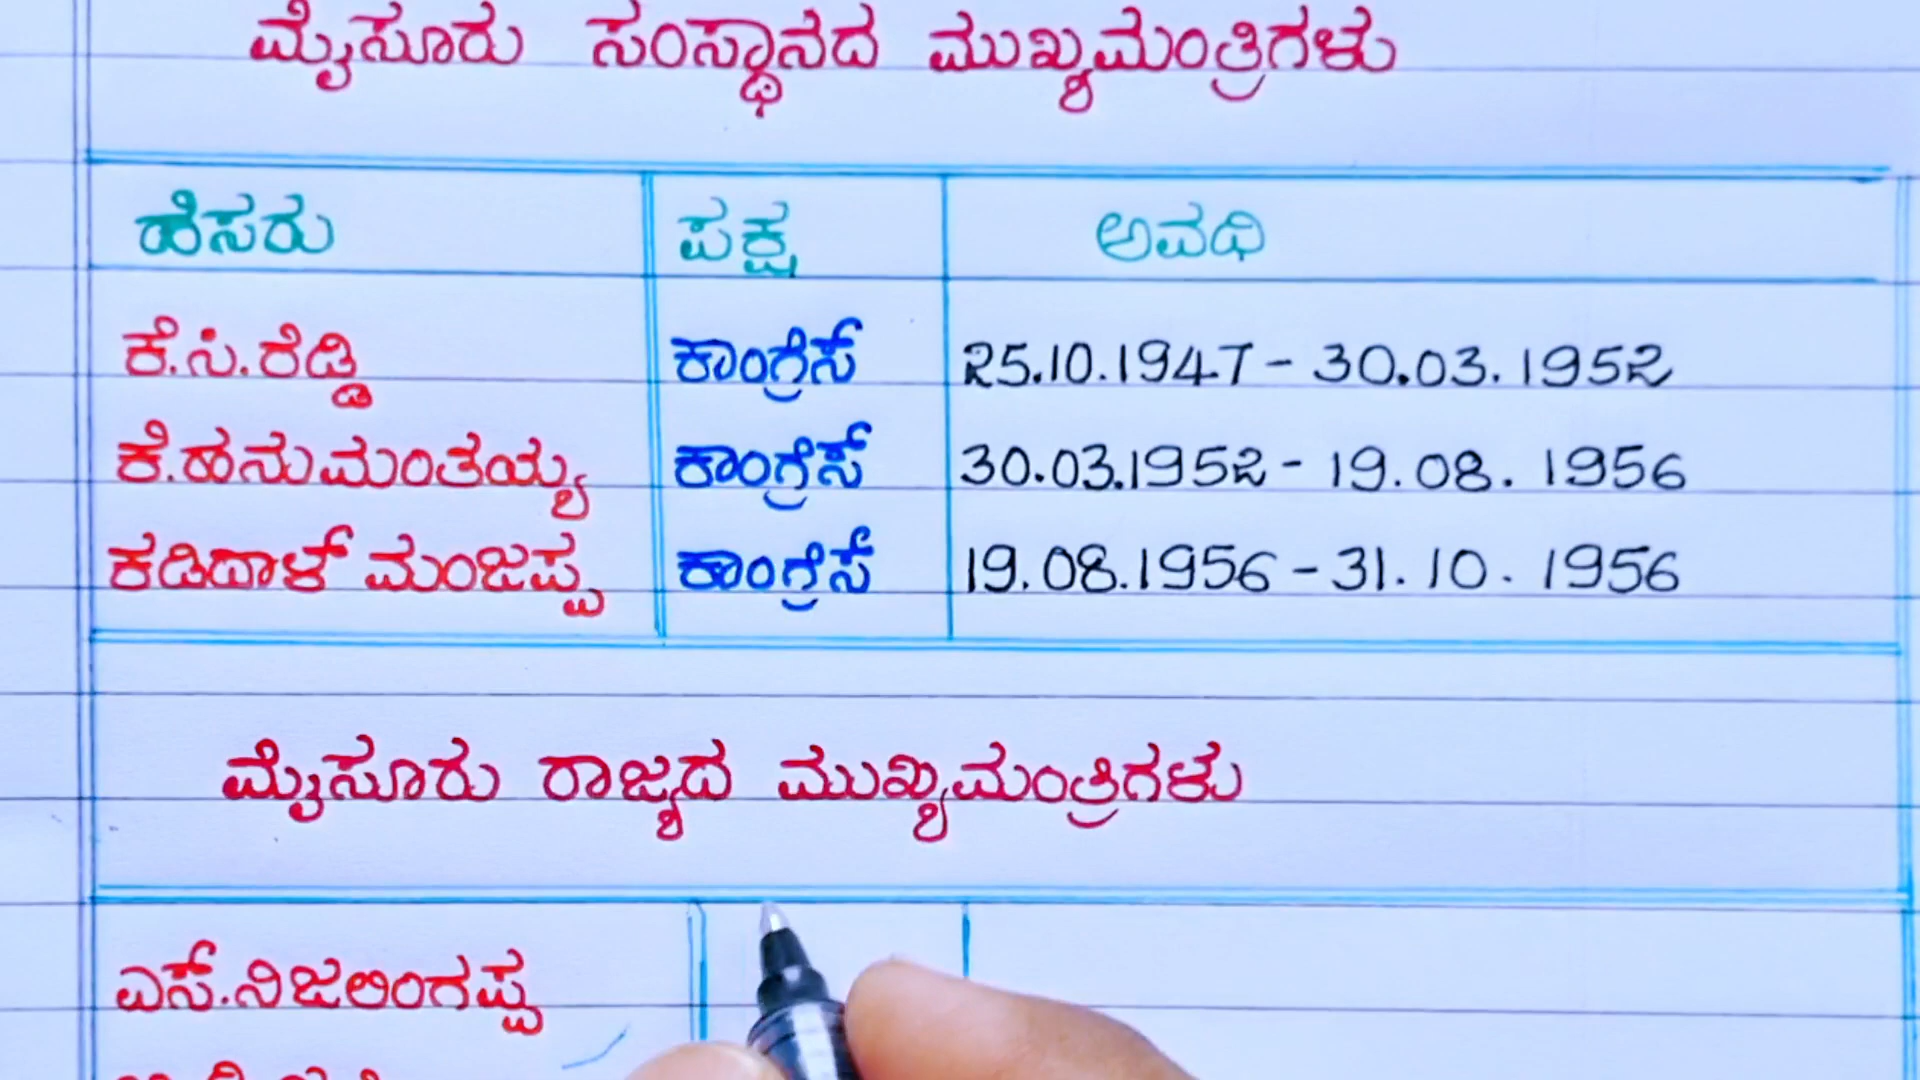 ಮೈಸೂರು ಸಂಸ್ಥಾನದ ಮುಖ್ಯಮಂತ್ರಿಗಳು
ಹೆಸರು ಪಕ್ಷ ಅವಧಿ
ಕೆ.ಸಿ.ರೆಡ್ಡಿ ಕಾಂಗ್ರೆಸ್ 25.10.1947 - 30.03.1952
ಕೆ.ಹನುಮಂತಯ್ಯ ಕಾಂಗ್ರೆಸ್ 30.03.1952 - 19.08.1956
ಕಡಿದಾಳ್ ಮಂಜಪ್ಪ ಕಾಂಗ್ರೆಸ್ 19.08.1956 - 31.10.1956
ಮೈಸೂರು ರಾಜ್ಯದ ಮುಖ್ಯಮಂತ್ರಿಗಳು
ಎಸ್.ನಿಜಲಿಂಗಪ್ಪ